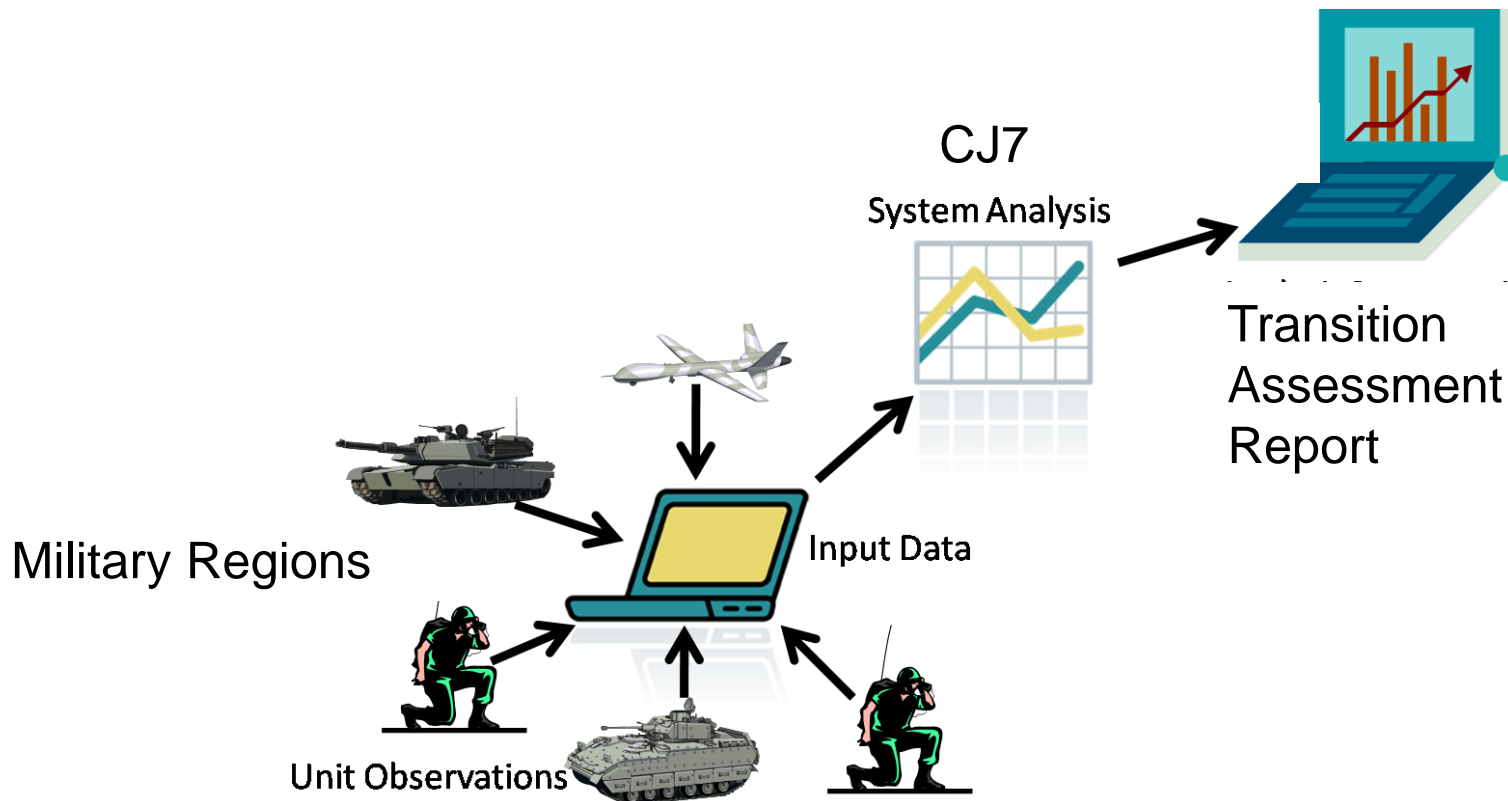 CJ7
System Analysis
Transition
Assessment
Report
Military Regions
Input Data
Unit Observations